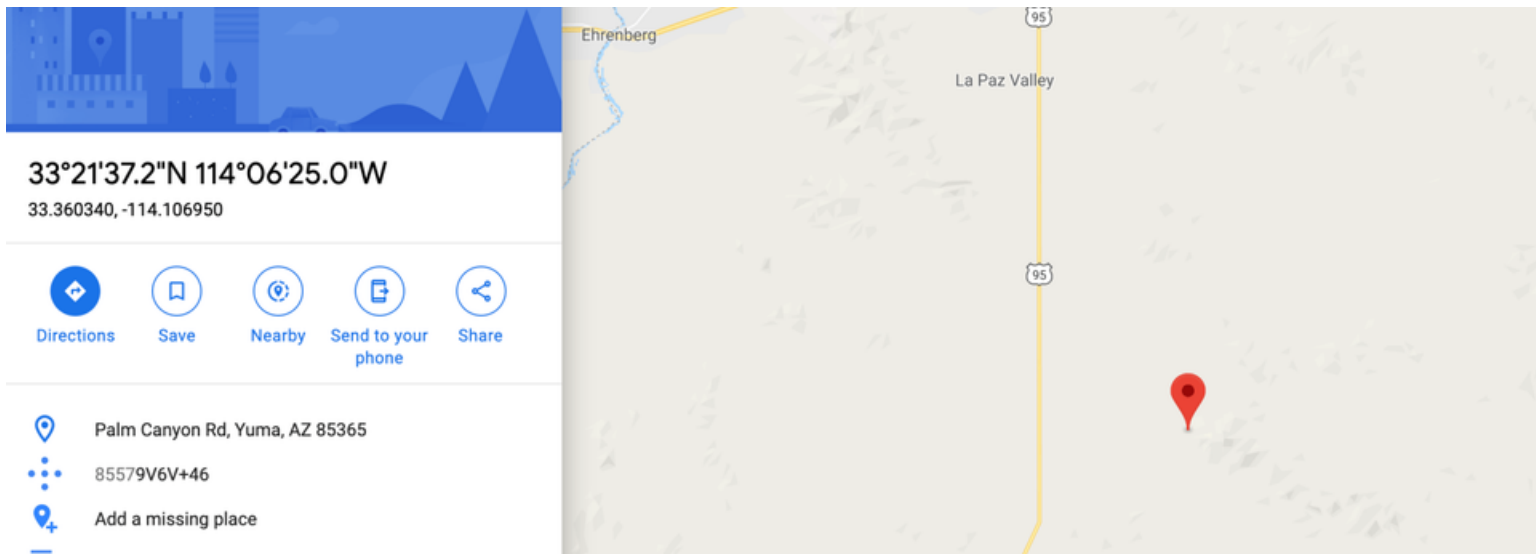 33°21'37.2"N 114°06'25.0"W
33.360340, -114.106950
Directions
Save
Nearby
Send to your
phone
Share
Palm Canyon Rd, Yuma, AZ 85365
85579V6V+46
Add a missing place
95
Ehrenberg
La Paz Valley
95